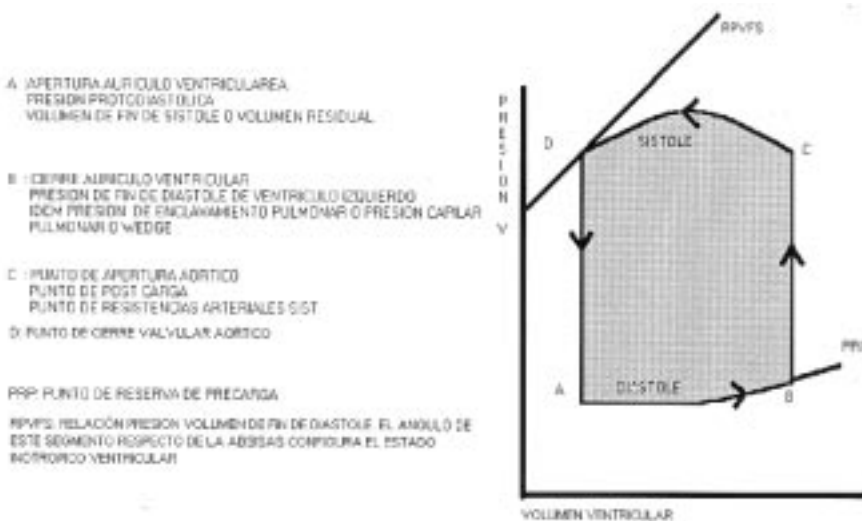 A :APERTURA AURICULO VENTRICULAREA
PRESION PROTODIASTOLICA
VOLUMEN DE FIN DE SISTOLE O VOLUMEN RESIDUAL
B : CIERRE AURICULO VENTRICULAR
PRESION DE FIN DE DIASTOLE DE VENTRICULO IZQUIERDO
IDEM PRESION DE ENCLAVAMIENTO PULMONAR O PRESION CAPILAR
PULMONAR O WEDGE
C : PUNTO DE APERTURA AORTICO
PUNTO DE POST CARGA
PUNTO DE RESISTENCIAS ARTERIALES SIST
D: PUNTO DE CIERRE VALVULAR AORTICO
PRP: PUNTO DE RESERVA DE PRECARGA
RPVFS: RELACIÓN PRESION VOLUMEN DE FIN DE DIASTOLE. EL ANGULO DE
ESTE SEGMENTO RESPECTO DE LA ABSISAS CONFIGURA EL ESTADO
INOTROPICO VENTRICULAR
RPVFS
PRESION V
D
SISTOLE
C
A
DIASTOLE
B
VOLUMEN VENTRICULAR